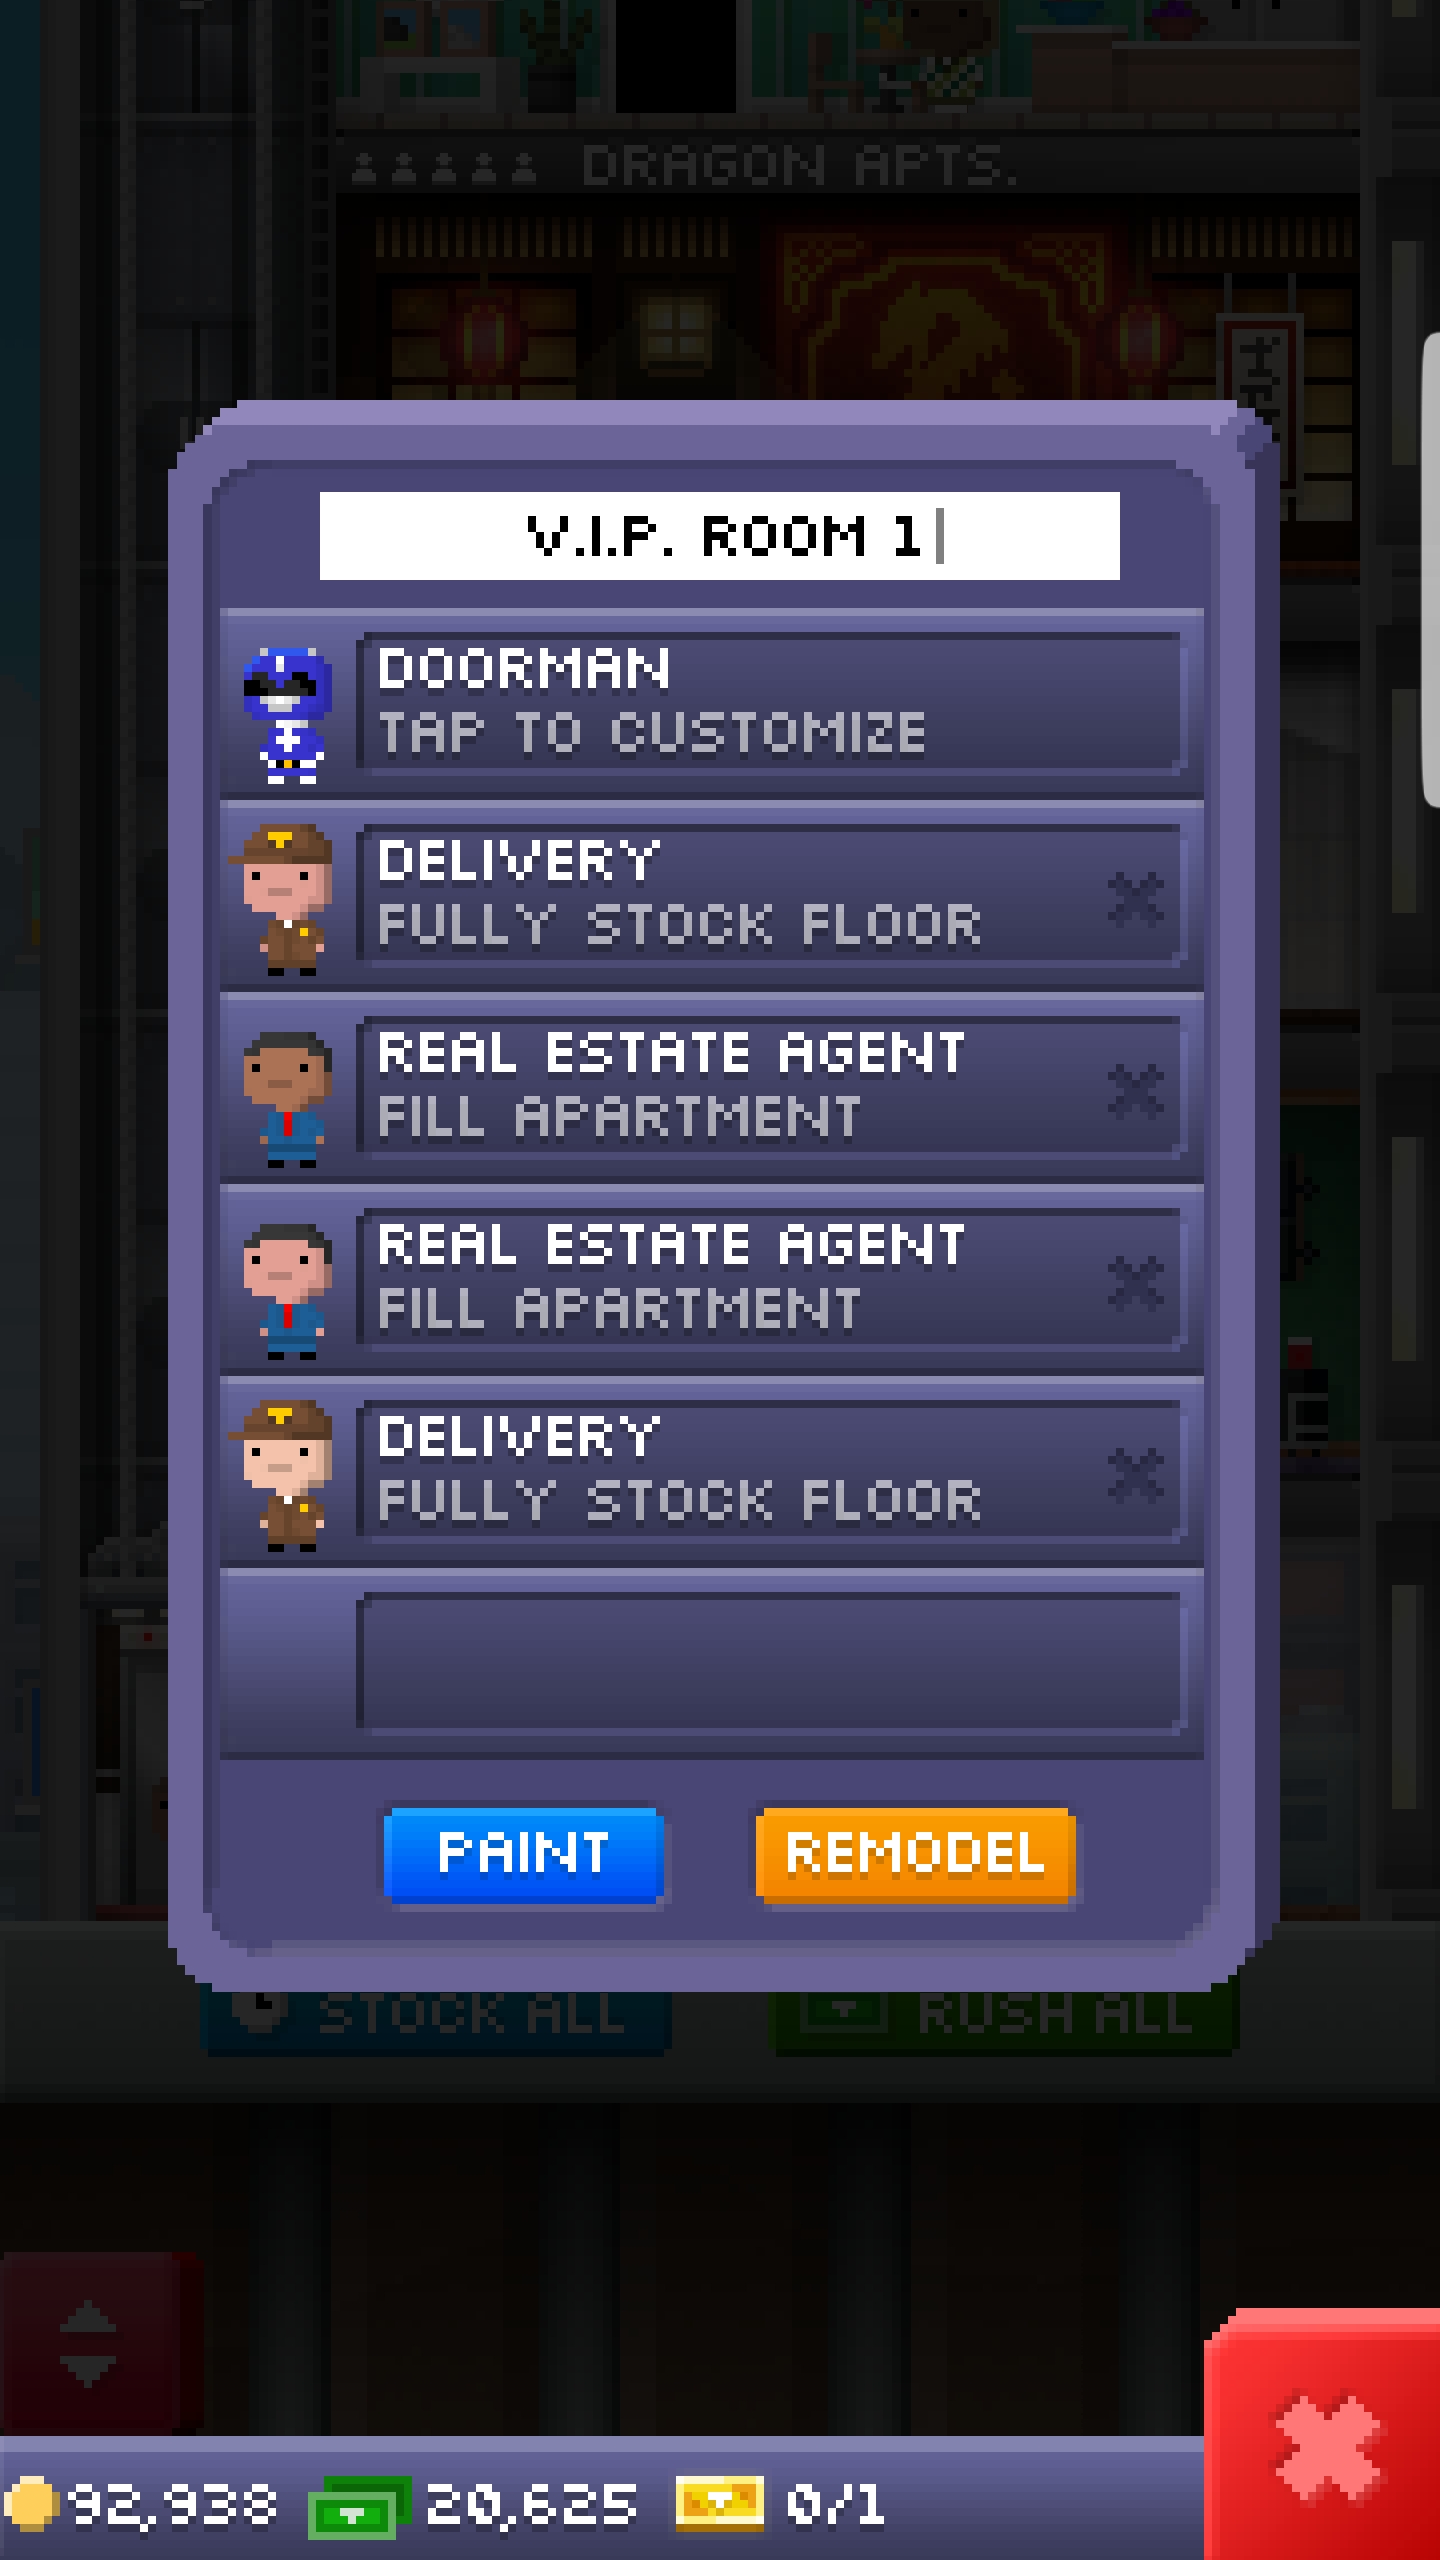 DRAGON APTS.
V.I.P. ROOM 1
DOORMAN
TAP TO CUSTOMIZE
DELIVERY
FULLY STOCK FLOOR
REAL ESTATE AGENT
FILL APARTMENT
REAL ESTATE AGENT
FILL APARTMENT
DELIVERY
FULLY STOCK FLOOR
PAINT
REMODEL
STOCK ALL
RUSH ALL
92,938
20,625
0/1